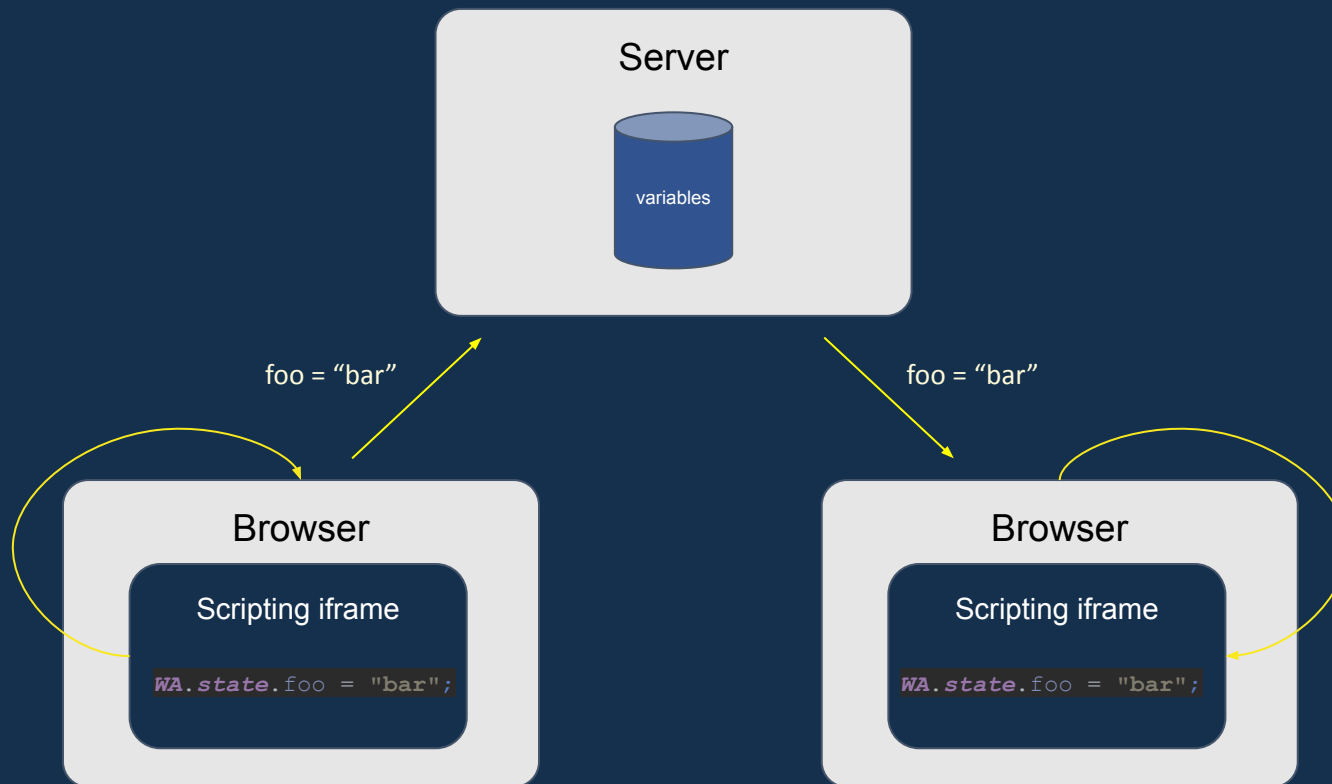 Server
variables
foo = “bar”
foo = “bar”
Browser
Scripting iframe
WA.state.foo = "bar";
Browser
Scripting iframe
WA.state.foo = "bar";